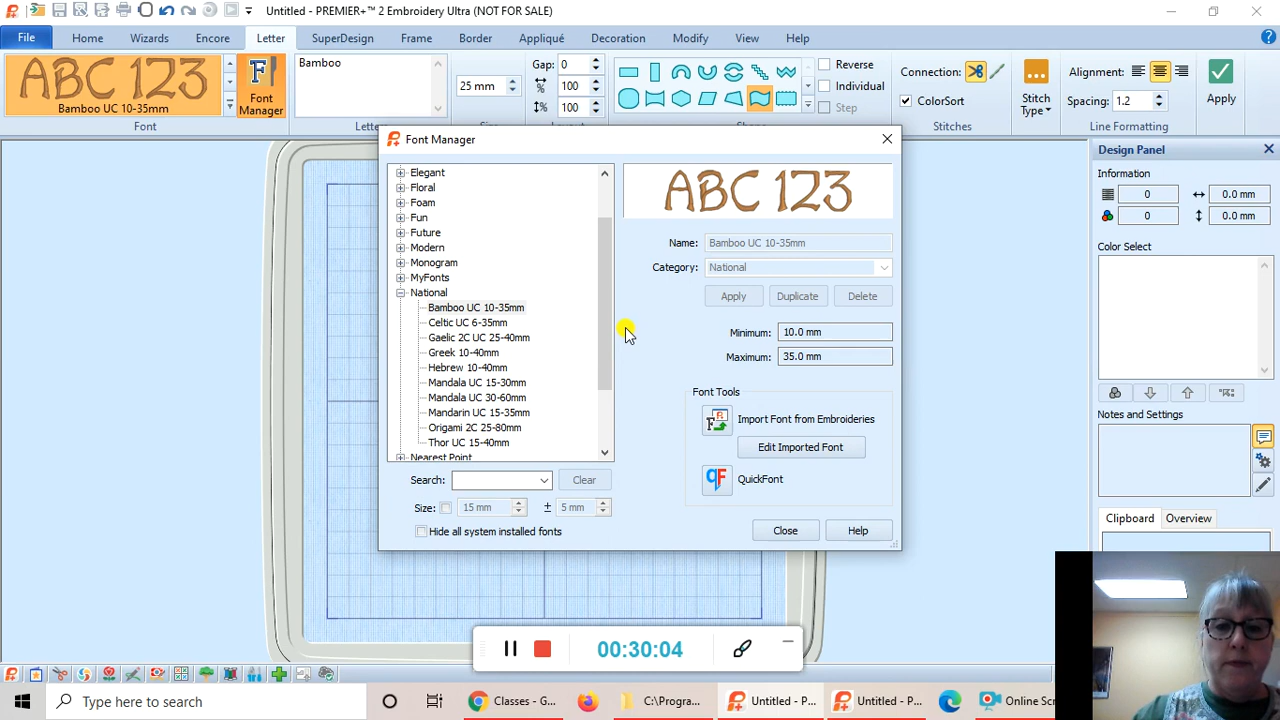 Untitled - PREMIER+™ 2 Embroidery Ultra (NOT FOR SALE)
File Home Wizards Encore Letter SuperDesign Frame Border Appliqué Decoration Modify View Help
ABC 123
Bamboo UC 10-35mm
Font
Font Manager
Bamboo
25 mm
Gap: 0
% 100
% 100
Reverse
Individual
Step
Connection:
ColorSort
Stitches
Stitch Type
Alignment:
Spacing: 1.2
Line Formatting
Apply
Font Manager
Elegant
Floral
Foam
Fun
Future
Modern
Monogram
MyFonts
National
Bamboo UC 10-35mm
Celtic UC 6-35mm
Gaelic 2C UC 25-40mm
Greek 10-40mm
Hebrew 10-40mm
Mandala UC 15-30mm
Mandala UC 30-60mm
Mandarin UC 15-35mm
Origami 2C 25-80mm
Thor UC 15-40mm
Nearest Point
Search:
Clear
Size: 15 mm ± 5 mm
Hide all system installed fonts
ABC 123
Name: Bamboo UC 10-35mm
Category: National
Apply Duplicate Delete
Minimum: 10.0 mm
Maximum: 35.0 mm
Font Tools
Import Font from Embroideries
Edit Imported Font
QuickFont
Close Help
Design Panel
Information
0 0.0 mm
0 0.0 mm
Color Select
Notes and Settings
Clipboard Overview
00:30:04
Type here to search
Classes - G...
C:\Progra...
Untitled - P...
Untitled - P...
Online Scr